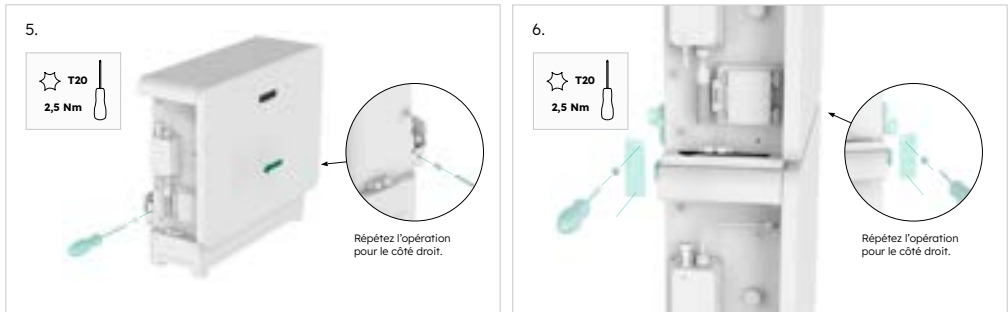 5.
T20
2,5 Nm
Répétez l'opération
pour le côté droit.
6.
T20
2,5 Nm
Répétez l'opération
pour le côté droit.